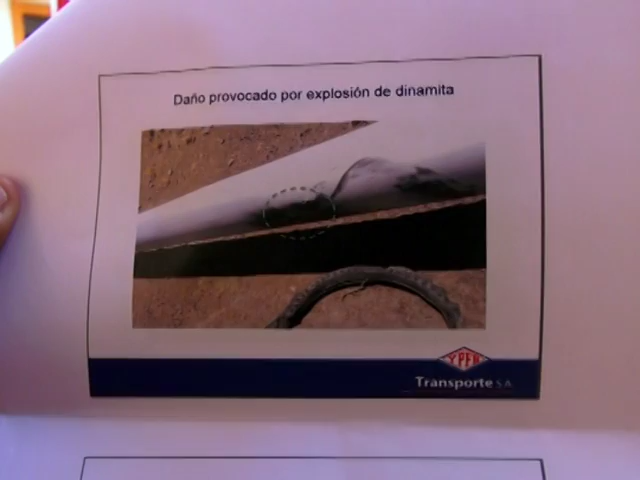 Daño provocado por explosión de dinamita
YPFB
Transporte S.A.